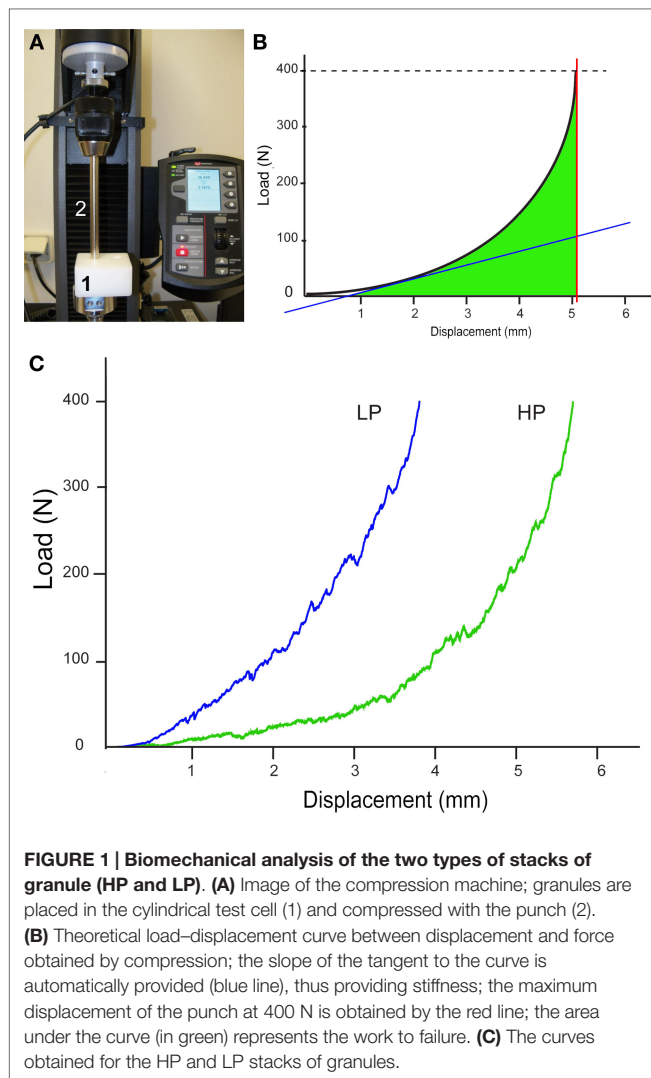 A
2
1
B
400
300
200
100
0
Load (N)
1 2 3 4 5 6
Displacement (mm)
C
400
300
200
100
0
Load (N)
LP HP
1 2 3 4 5 6
Displacement (mm)
FIGURE 1 | Biomechanical analysis of the two types of stacks of
granule (HP and LP). (A) Image of the compression machine; granules are
placed in the cylindrical test cell (1) and compressed with the punch (2).
(B) Theoretical load–displacement curve between displacement and force
obtained by compression; the slope of the tangent to the curve is
automatically provided (blue line), thus providing stiffness; the maximum
displacement of the punch at 400 N is obtained by the red line; the area
under the curve (in green) represents the work to failure. (C) The curves
obtained for the HP and LP stacks of granules.